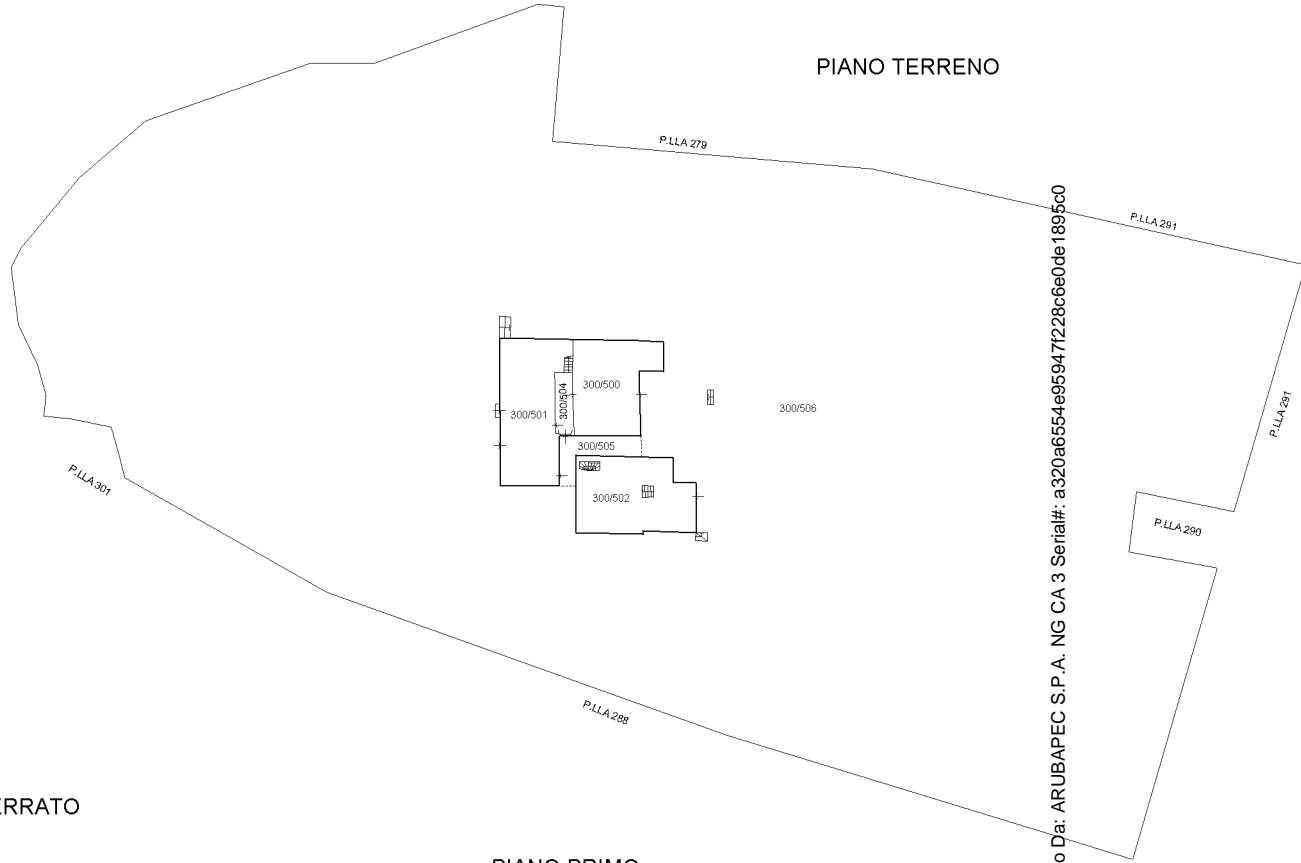 PIANO TERRENO
P.LLA 279
P.LLA 291
300/500
300/504
300/501
300/506
P.LLA 291
300/505
P.LLA 301
300/502
P.LLA 290
P.LLA 288
ERRATO
PIANO PRIMO
o Da: ARUBAPEC S.P.A. NG CA 3 Serial#: a320a6554e95947f228c6e0de1895c0